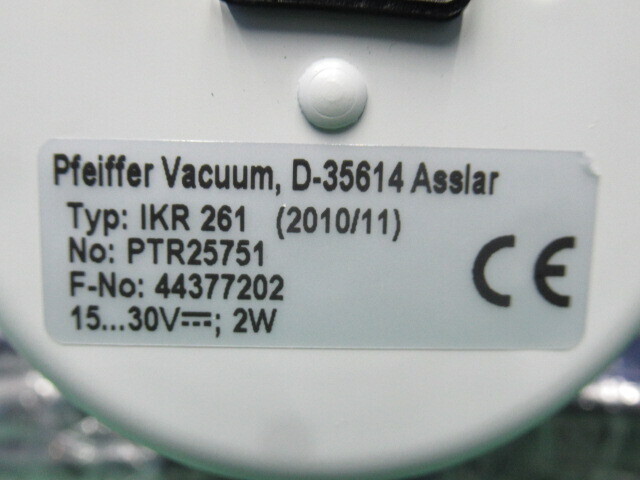 Pfeiffer Vacuum, D-35614 Asslar
Typ: IKR 261 (2010/11)
No: PTR25751
F-No: 44377202
15...30V⎓; 2W
CE